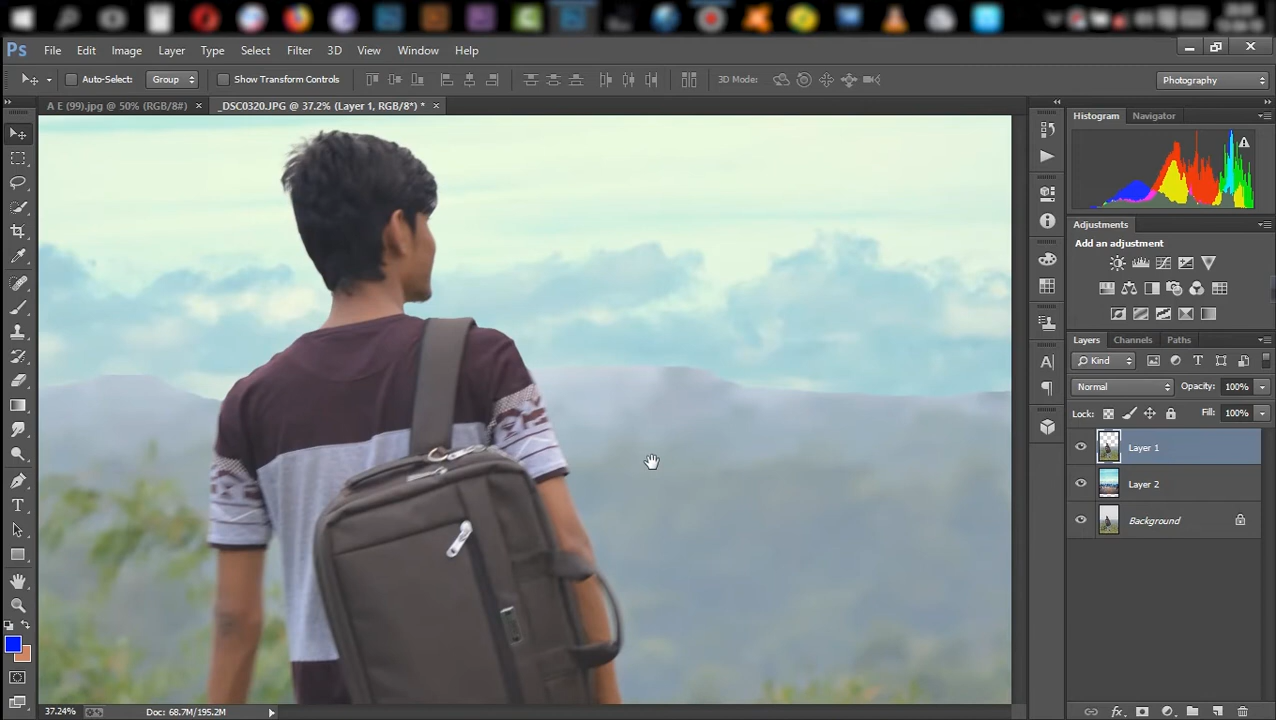 Ps File Edit Image Layer Type Select Filter 3D View Window Help
Auto-Select: Group Show Transform Controls 3D Mode: Photography
A E (99).jpg @ 50% (RGB/8#) × _DSC0320.JPG @ 37.2% (Layer 1, RGB/8*) * ×
Histogram Navigator
Adjustments
Add an adjustment
Layers Channels Paths
Kind
Normal Opacity: 100%
Lock: Fill: 100%
Layer 1
Layer 2
Background
37.24% Doc: 68.7M/195.2M